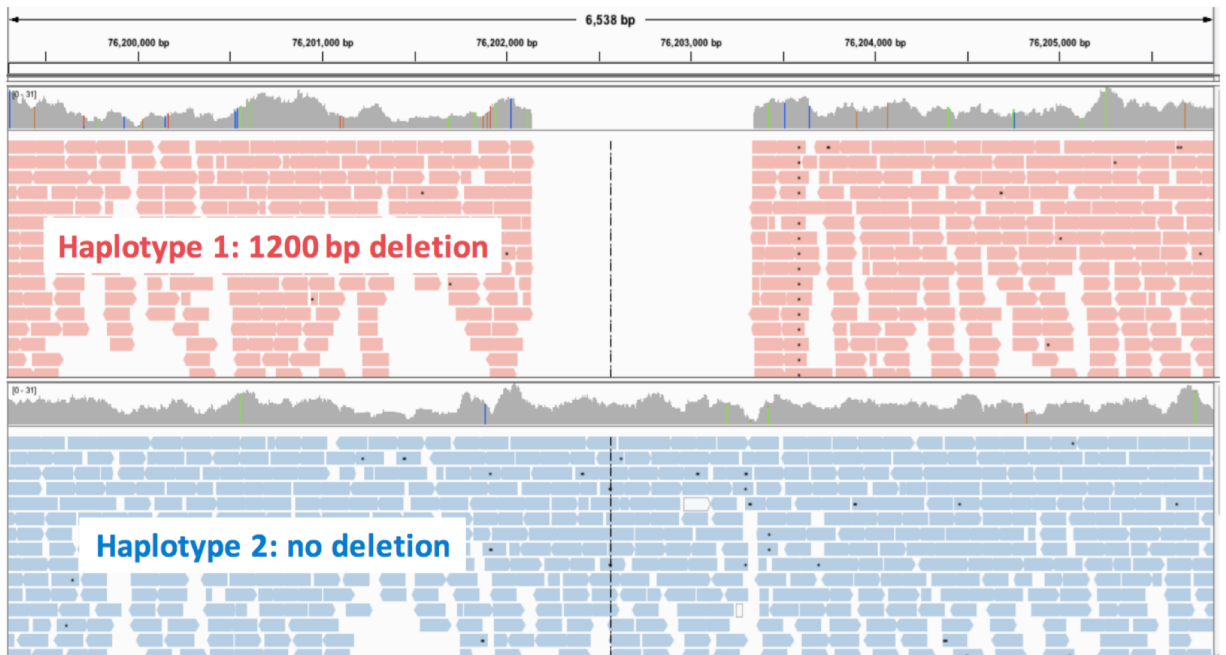 6,538 bp
76,200,000 bp 76,201,000 bp 76,202,000 bp 76,203,000 bp 76,204,000 bp 76,205,000 bp
[0 - 31]
Haplotype 1: 1200 bp deletion
[0 - 31]
Haplotype 2: no deletion